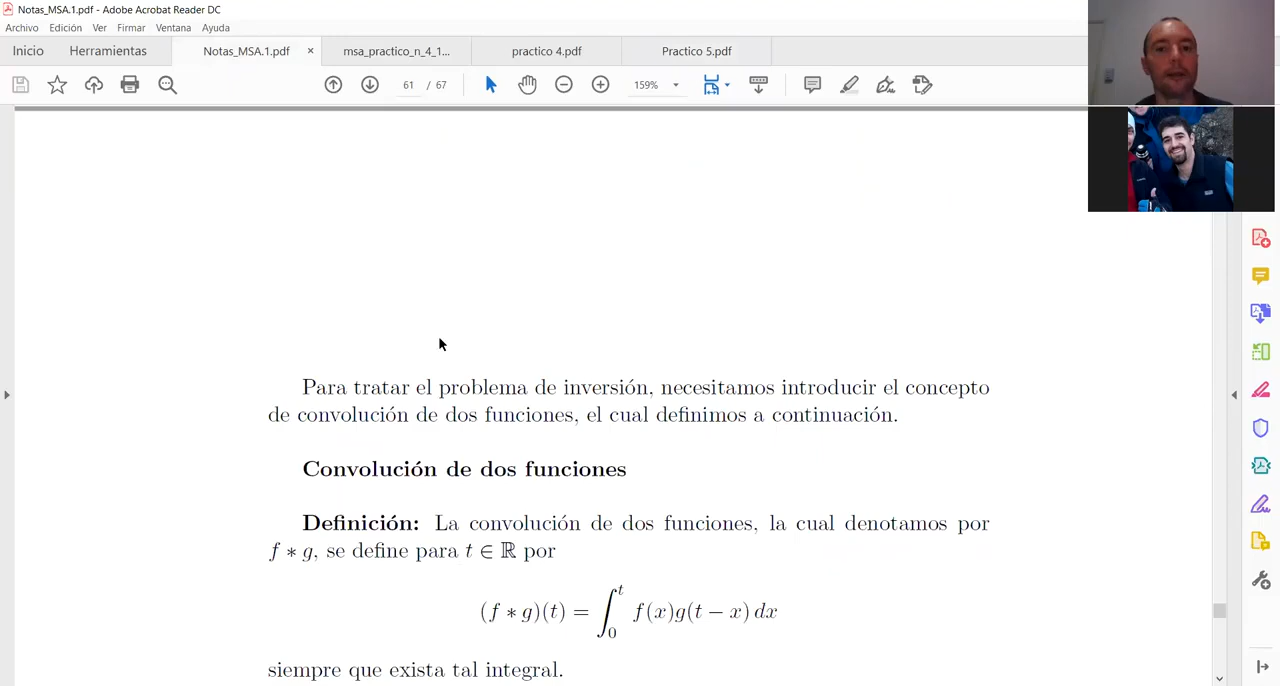 Notas_MSA.1.pdf - Adobe Acrobat Reader DC
Archivo Edición Ver Firmar Ventana Ayuda
Inicio Herramientas Notas_MSA.1.pdf × msa_practico_n_4_1... practico 4.pdf Practico 5.pdf
61 / 67 159%
Para tratar el problema de inversión, necesitamos introducir el concepto
de convolución de dos funciones, el cual definimos a continuación.
Convolución de dos funciones
Definición: La convolución de dos funciones, la cual denotamos por
f ∗ g, se define para t ∈ ℝ por
(f ∗ g)(t) = ∫₀ᵗ f(x)g(t − x) dx
siempre que exista tal integral.